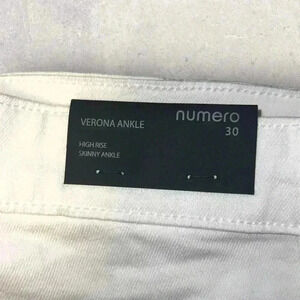 numero
VERONA ANKLE
30
HIGH RISE
SKINNY ANKLE